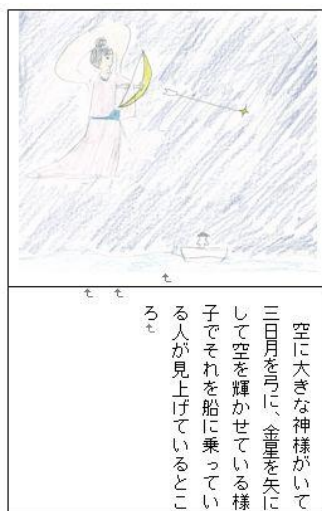 空に大きな神様がいて
三日月を弓に、金星を矢に
して空を輝かせている様
子でそれを船に乗ってい
る人が見上げているとこ
ろ